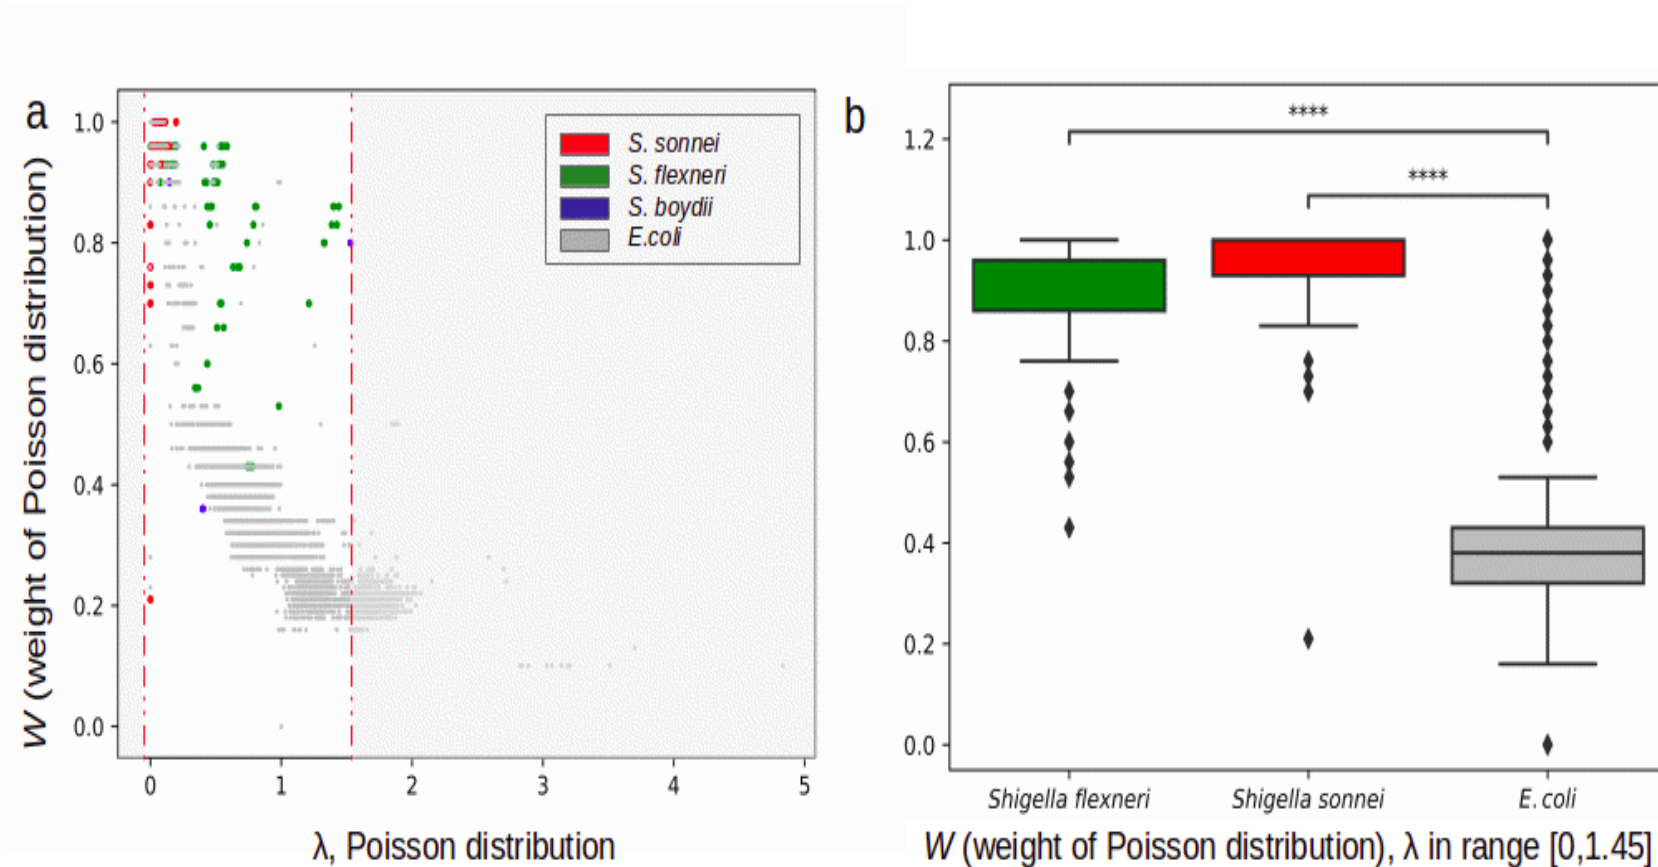 a
W (weight of Poisson distribution)
1.0
0.8
0.6
0.4
0.2
0.0
0 1 2 3 4 5
λ, Poisson distribution
S. sonnei
S. flexneri
S. boydii
E.coli
b
1.2
1.0
0.8
0.6
0.4
0.2
0.0
****
****
Shigella flexneri Shigella sonnei E. coli
W (weight of Poisson distribution), λ in range [0,1.45]